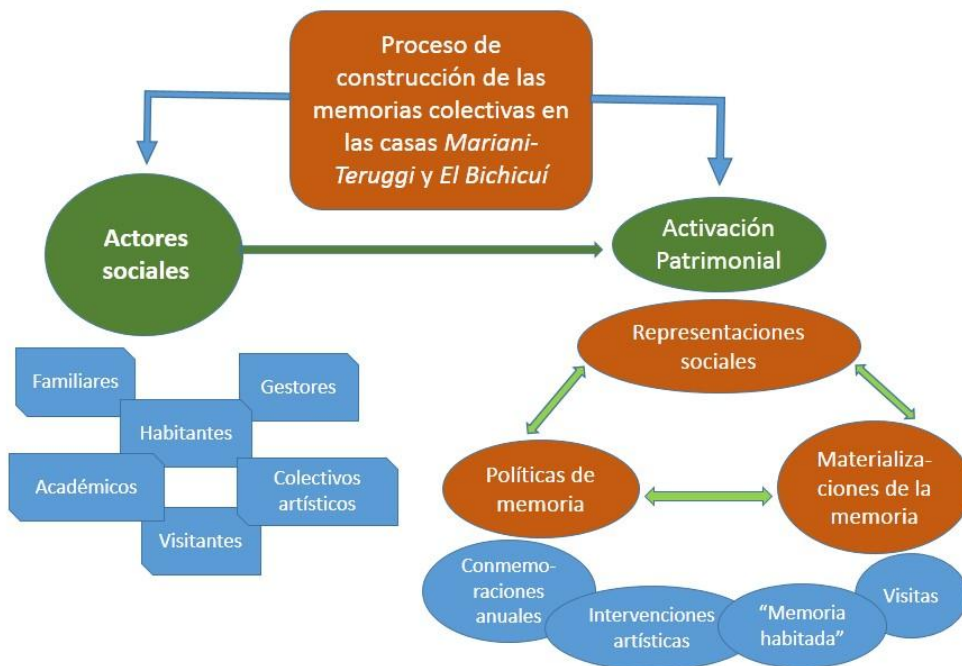 Proceso de
construcción de las
memorias colectivas en
las casas Mariani-
Teruggi y El Bichicuí
Actores
sociales
Activación
Patrimonial
Familiares
Gestores
Habitantes
Académicos
Colectivos
artísticos
Visitantes
Representaciones
sociales
Políticas de
memoria
Materializa-
ciones de la
memoria
Conmemo-
raciones
anuales
Intervenciones
artísticas
“Memoria
habitada”
Visitas